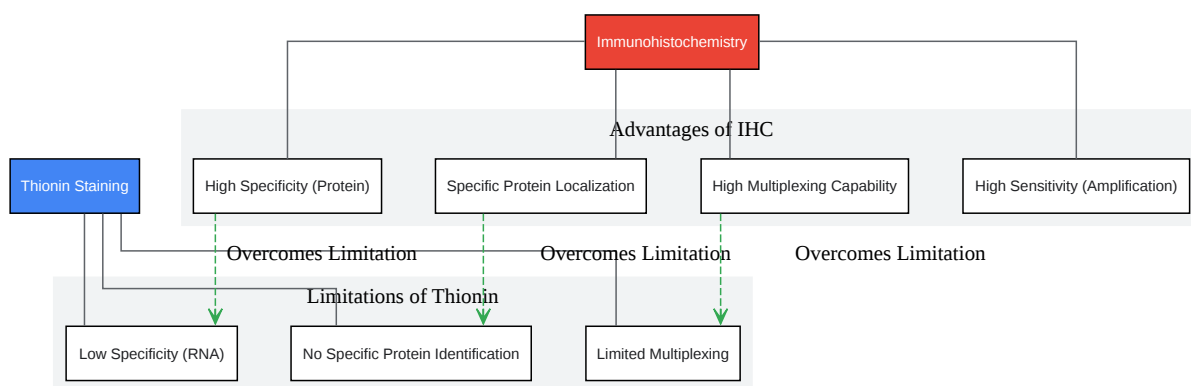 Immunohistochemistry
Advantages of IHC
Thionin Staining
High Specificity (Protein)
Specific Protein Localization
High Multiplexing Capability
High Sensitivity (Amplification)
Overcomes Limitation
Overcomes Limitation
Overcomes Limitation
Limitations of Thionin
Low Specificity (RNA)
No Specific Protein Identification
Limited Multiplexing